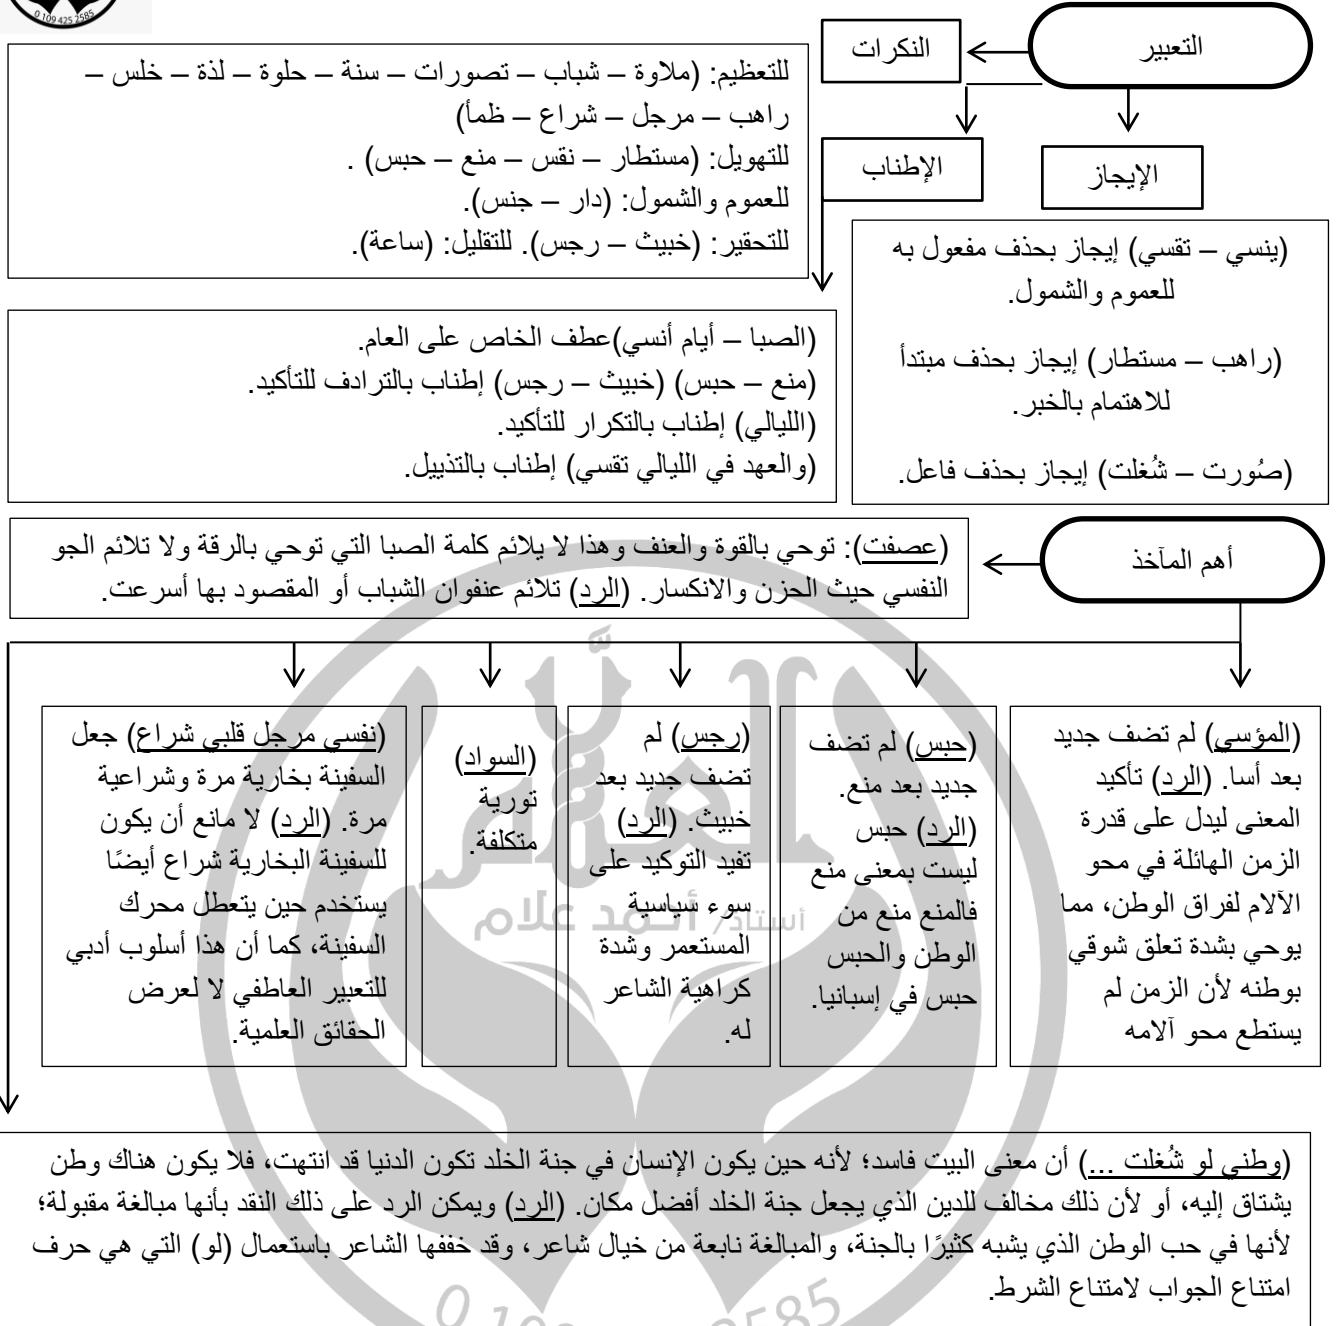 0 109 425 2585
التعبير
النكرات
للتعظيم: (ملاوة – شباب – تصورات – سنة – حلوة – لذة – خلس –
راهب – مرجل – شراع – ظمأ)
للتهويل: (مستطار – نقس – منع – حبس) .
للعموم والشمول: (دار – جنس).
للتحقير: (خبيث – رجس). للتقليل: (ساعة).
الإطناب
الإيجاز
(ينسي – تقسي) إيجاز بحذف مفعول به
للعموم والشمول.
(راهب – مستطار) إيجاز بحذف مبتدأ
للاهتمام بالخبر.
(صُورت – شُغلت) إيجاز بحذف فاعل.
(الصبا – أيام أنسي)عطف الخاص على العام.
(منع – حبس) (خبيث – رجس) إطناب بالترادف للتأكيد.
(الليالي) إطناب بالتكرار للتأكيد.
(والعهد في الليالي تقسي) إطناب بالتذييل.
أهم المآخذ
(عصفت): توحي بالقوة والعنف وهذا لا يلائم كلمة الصبا التي توحي بالرقة ولا تلائم الجو
النفسي حيث الحزن والانكسار. (الرد) تلائم عنفوان الشباب أو المقصود بها أسرعت.
(المؤسي) لم تضف جديد
بعد أسا. (الرد) تأكيد
المعنى ليدل على قدرة
الزمن الهائلة في محو
الآلام لفراق الوطن، مما
يوحي بشدة تعلق شوقي
بوطنه لأن الزمن لم
يستطع محو آلامه
(حبس) لم تضف
جديد بعد منع.
(الرد) حبس
ليست بمعنى منع
فالمنع منع من
الوطن والحبس
حبس في إسبانيا.
(رجس) لم
تضف جديد بعد
خبيث. (الرد)
تفيد التوكيد على
سوء سياسية
المستعمر وشدة
كراهية الشاعر
له.
(السواد)
تورية
متكلفة.
(نفسي مرجل قلبي شراع) جعل
السفينة بخارية مرة وشراعية
مرة. (الرد) لا مانع أن يكون
للسفينة البخارية شراع أيضًا
يستخدم حين يتعطل محرك
السفينة، كما أن هذا أسلوب أدبي
للتعبير العاطفي لا لعرض
الحقائق العلمية.
أستاذ/ أحمد علام
(وطني لو شُغلت ...) أن معنى البيت فاسد؛ لأنه حين يكون الإنسان في جنة الخلد تكون الدنيا قد انتهت، فلا يكون هناك وطن
يشتاق إليه، أو لأن ذلك مخالف للدين الذي يجعل جنة الخلد أفضل مكان. (الرد) ويمكن الرد على ذلك النقد بأنها مبالغة مقبولة؛
لأنها في حب الوطن الذي يشبه كثيرًا بالجنة، والمبالغة نابعة من خيال شاعر، وقد خففها الشاعر باستعمال (لو) التي هي حرف
امتناع الجواب لامتناع الشرط.